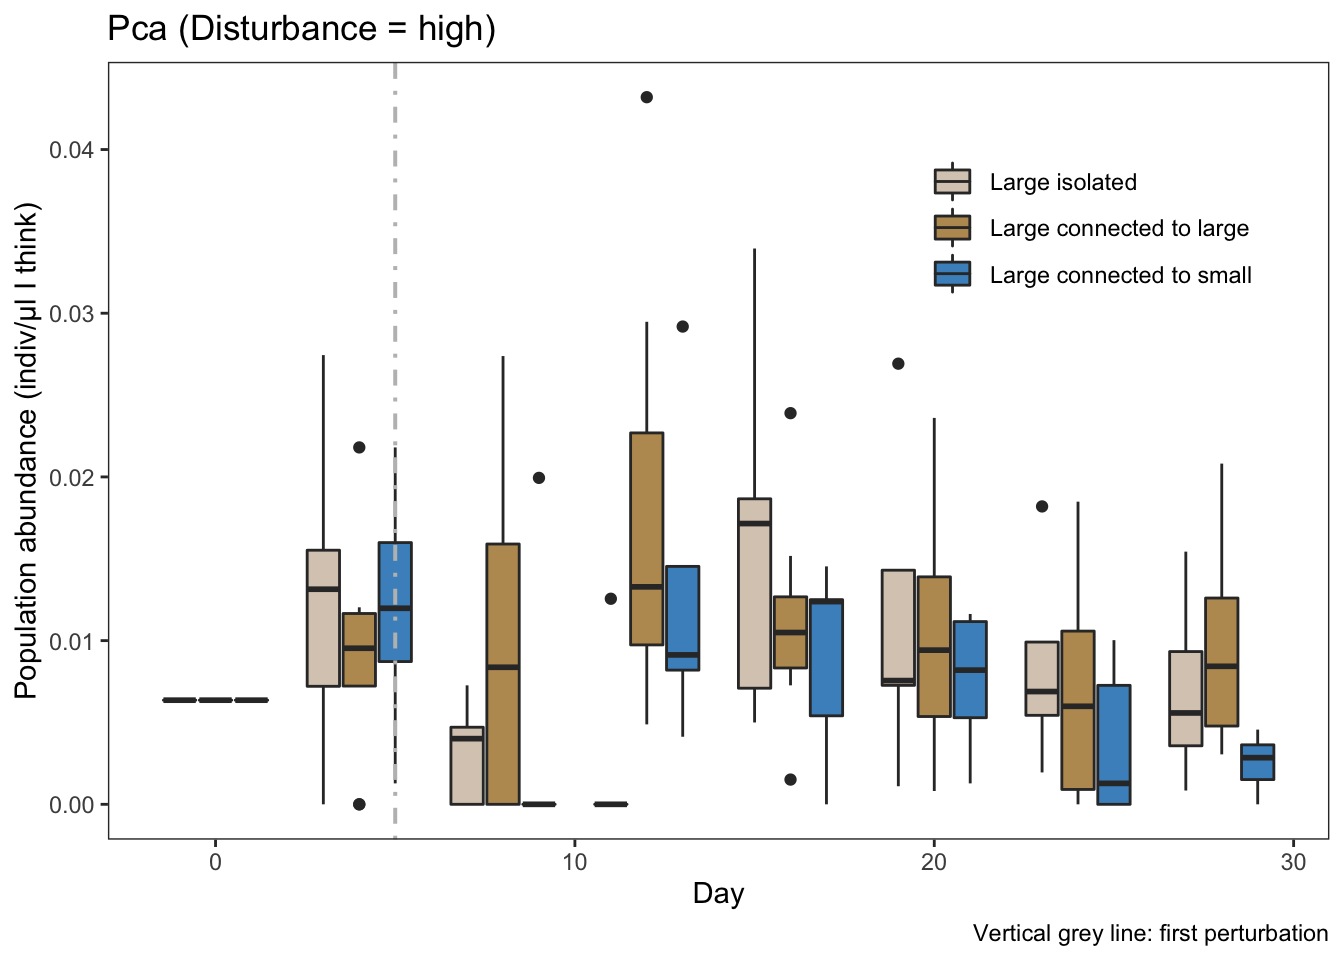 Pca (Disturbance = high)
Population abundance (indiv/µl I think)
0.04
0.03
0.02
0.01
0.00
Large isolated
Large connected to large
Large connected to small
0
10
20
30
Day
Vertical grey line: first perturbation